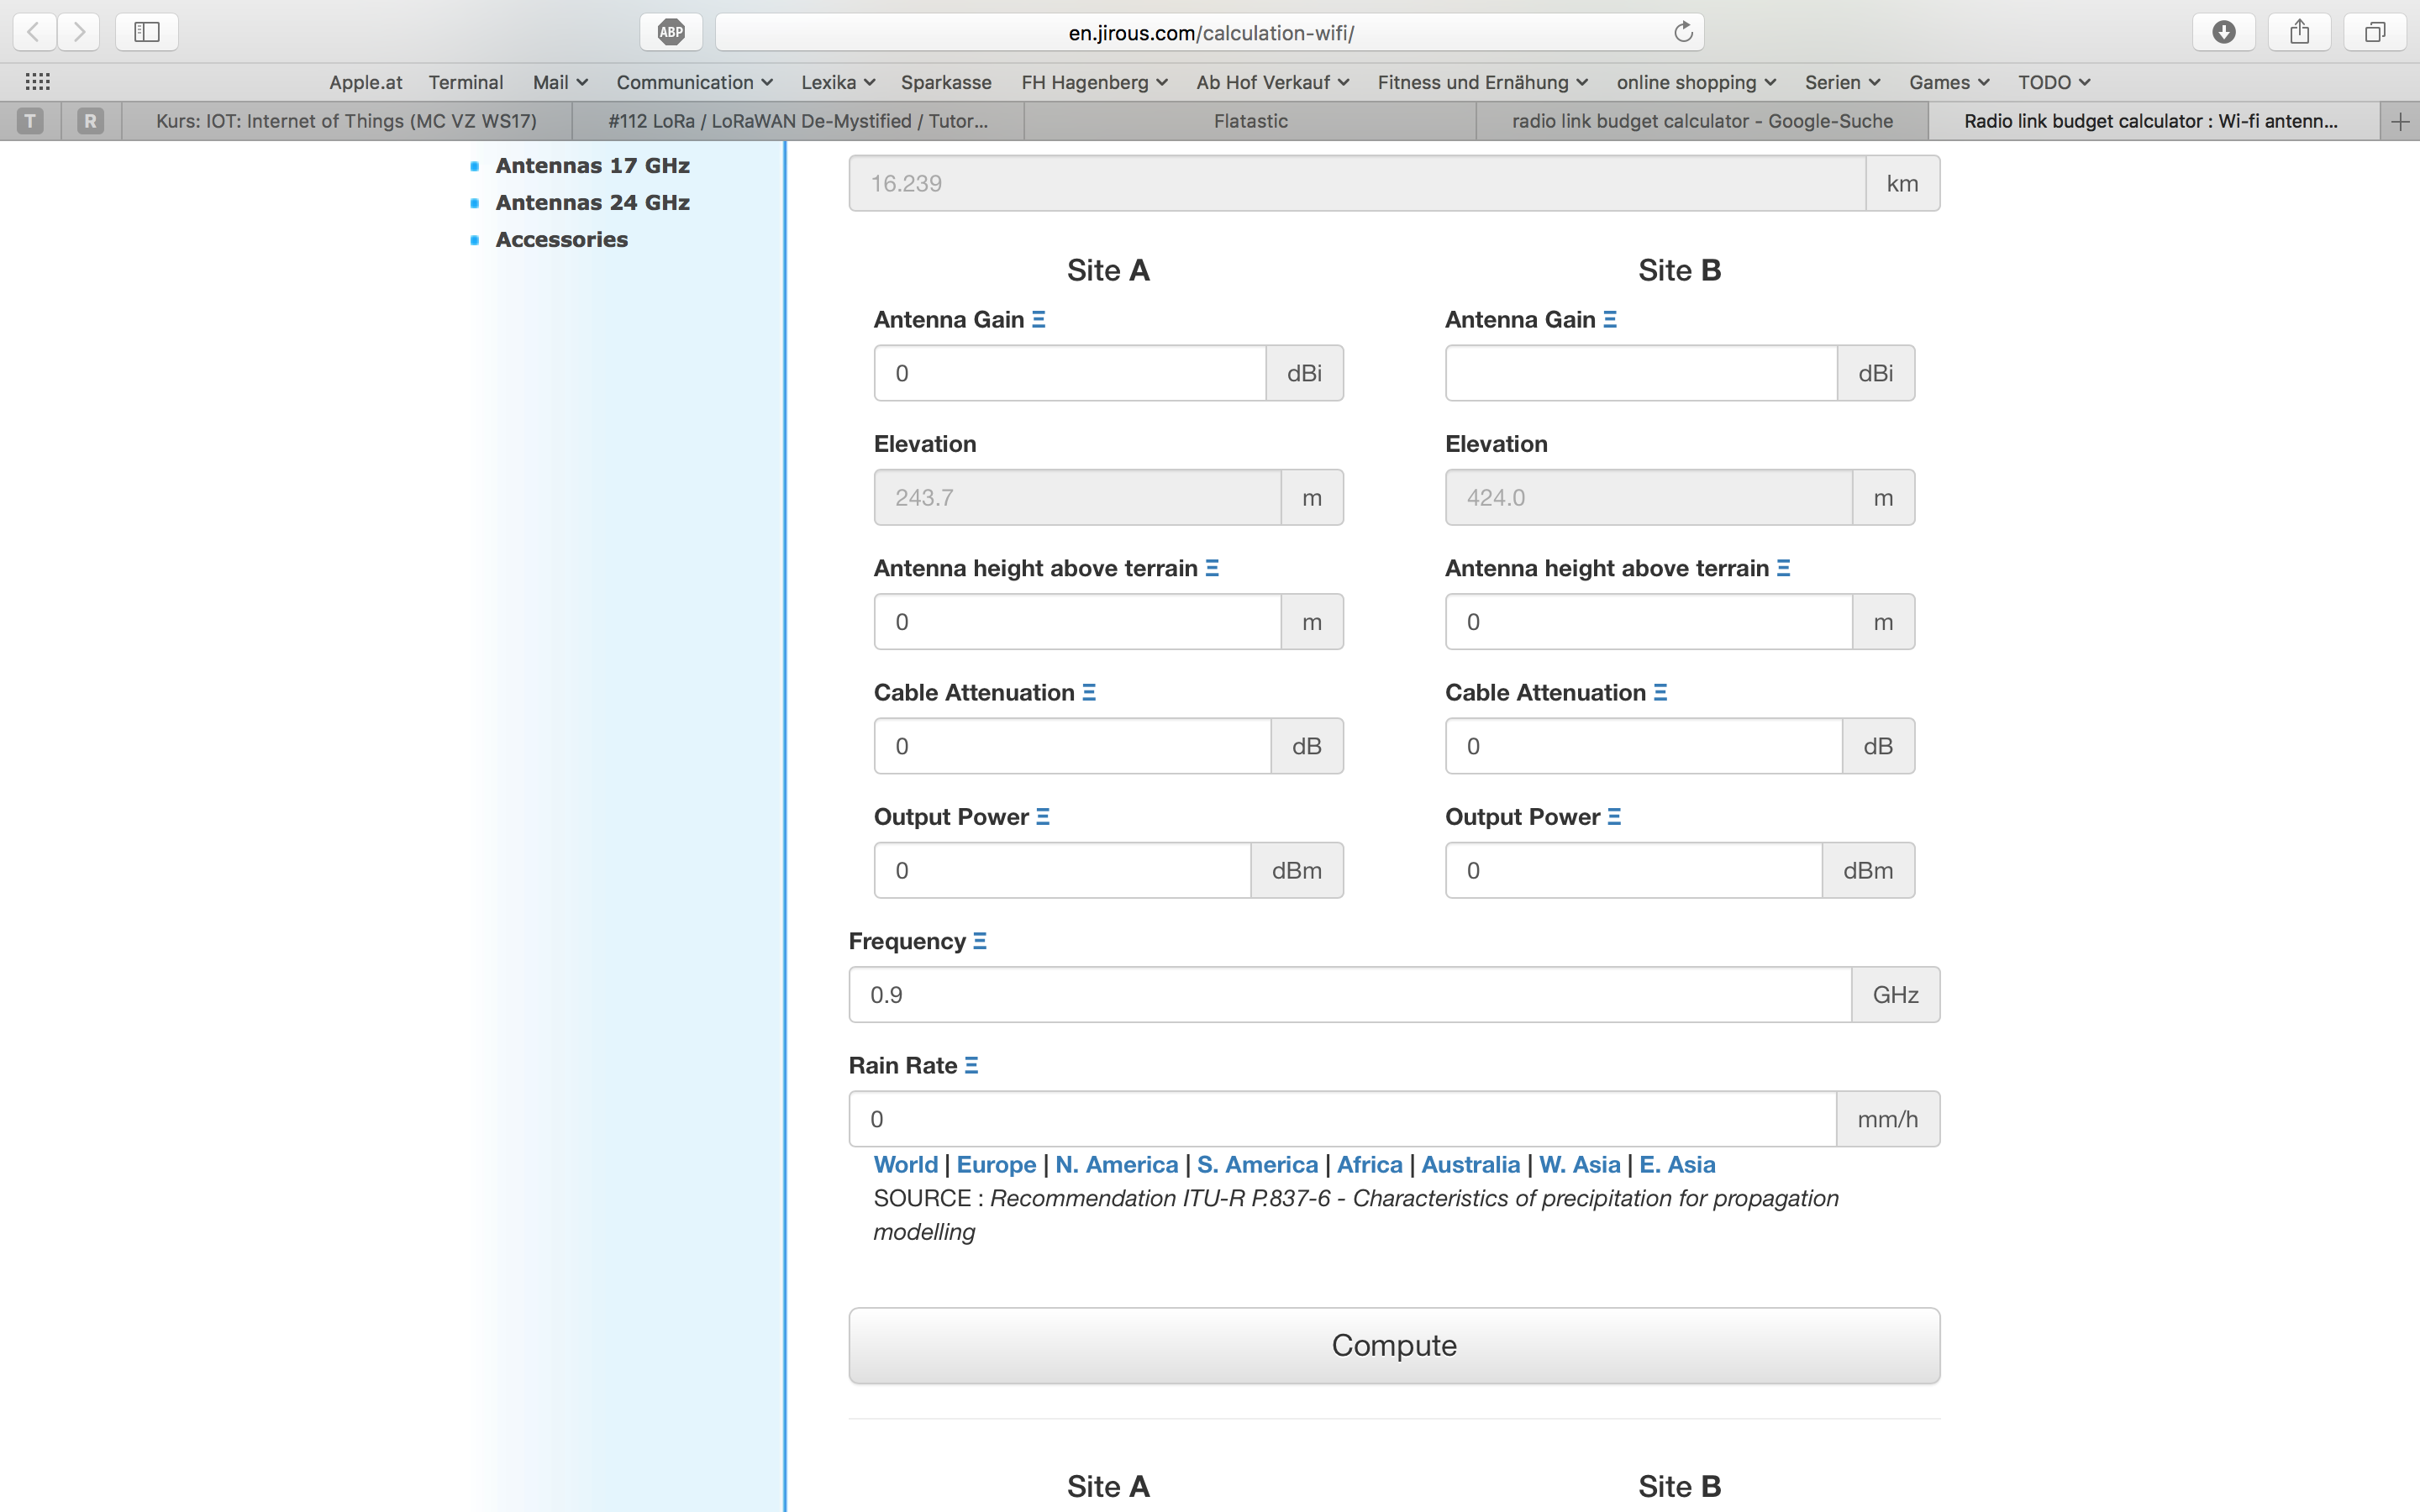 ABP
en.jirous.com/calculation-wifi/
Apple.at Terminal Mail Communication Lexika Sparkasse FH Hagenberg Ab Hof Verkauf Fitness und Ernähung online shopping Serien Games TODO
T R Kurs: IOT: Internet of Things (MC VZ WS17) #112 LoRa / LoRaWAN De-Mystified / Tutor... Flatastic radio link budget calculator - Google-Suche Radio link budget calculator : Wi-fi antenn...
Antennas 17 GHz
Antennas 24 GHz
Accessories
16.239 km
Site A Site B
Antenna Gain Ξ Antenna Gain Ξ
0 dBi dBi
Elevation Elevation
243.7 m 424.0 m
Antenna height above terrain Ξ Antenna height above terrain Ξ
0 m 0 m
Cable Attenuation Ξ Cable Attenuation Ξ
0 dB 0 dB
Output Power Ξ Output Power Ξ
0 dBm 0 dBm
Frequency Ξ
0.9 GHz
Rain Rate Ξ
0 mm/h
World | Europe | N. America | S. America | Africa | Australia | W. Asia | E. Asia
SOURCE : Recommendation ITU-R P.837-6 - Characteristics of precipitation for propagation
modelling
Compute
Site A Site B